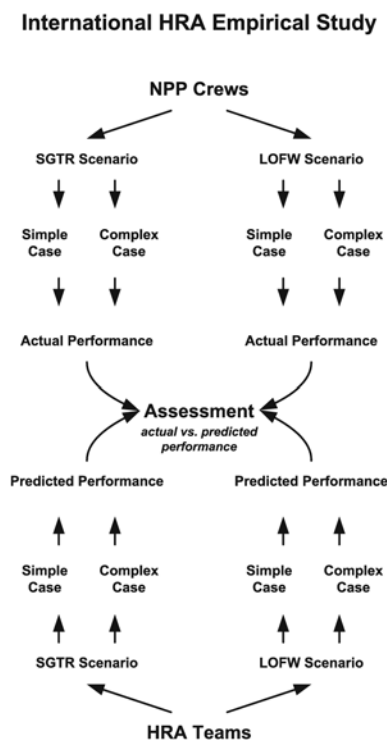 International HRA Empirical Study
NPP Crews
SGTR Scenario
LOFW Scenario
Simple
Case
Complex
Case
Simple
Case
Complex
Case
Actual Performance
Actual Performance
Assessment
actual vs. predicted
performance
Predicted Performance
Predicted Performance
Simple
Case
Complex
Case
Simple
Case
Complex
Case
SGTR Scenario
LOFW Scenario
HRA Teams